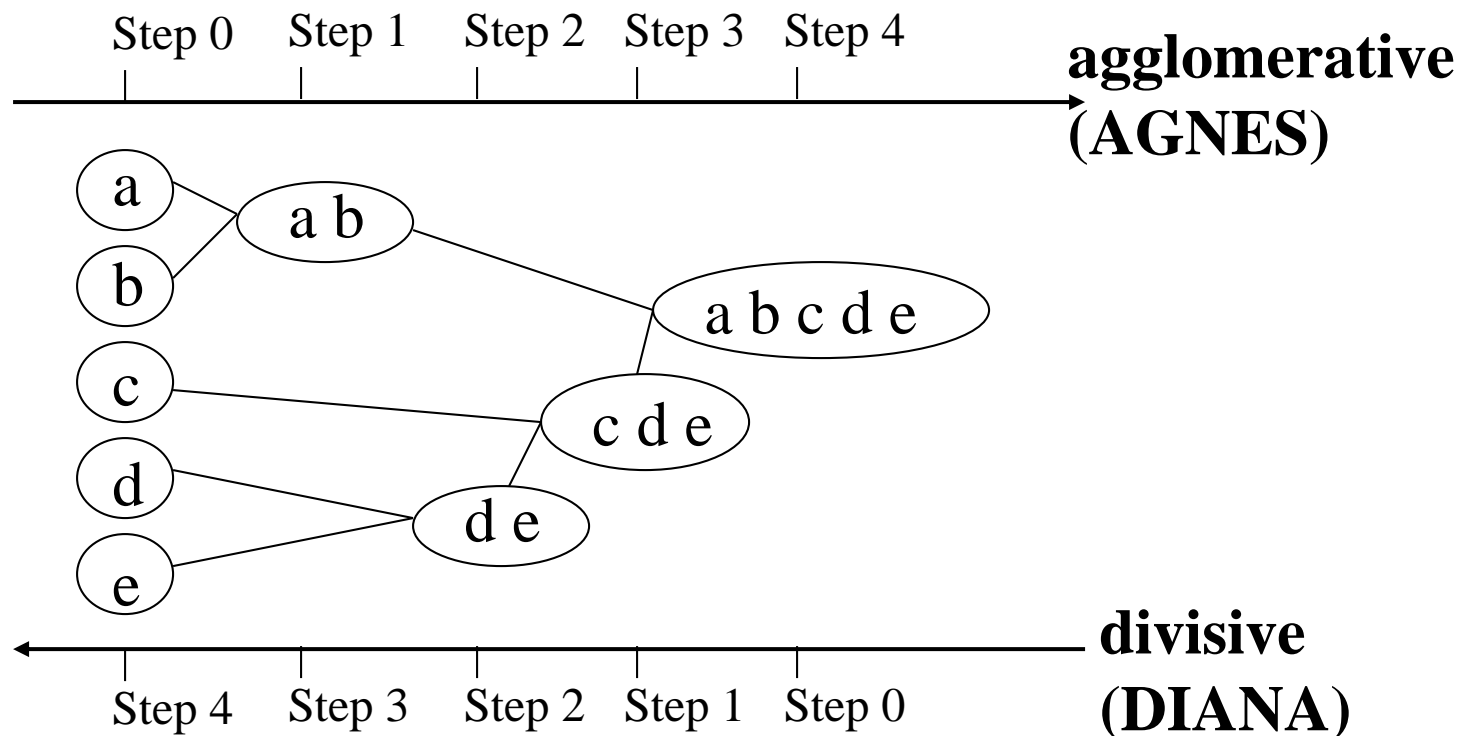 Step 0 Step 1 Step 2 Step 3 Step 4
agglomerative
(AGNES)
a
a b
b
a b c d e
c
c d e
d
d e
e
divisive
(DIANA)
Step 4 Step 3 Step 2 Step 1 Step 0